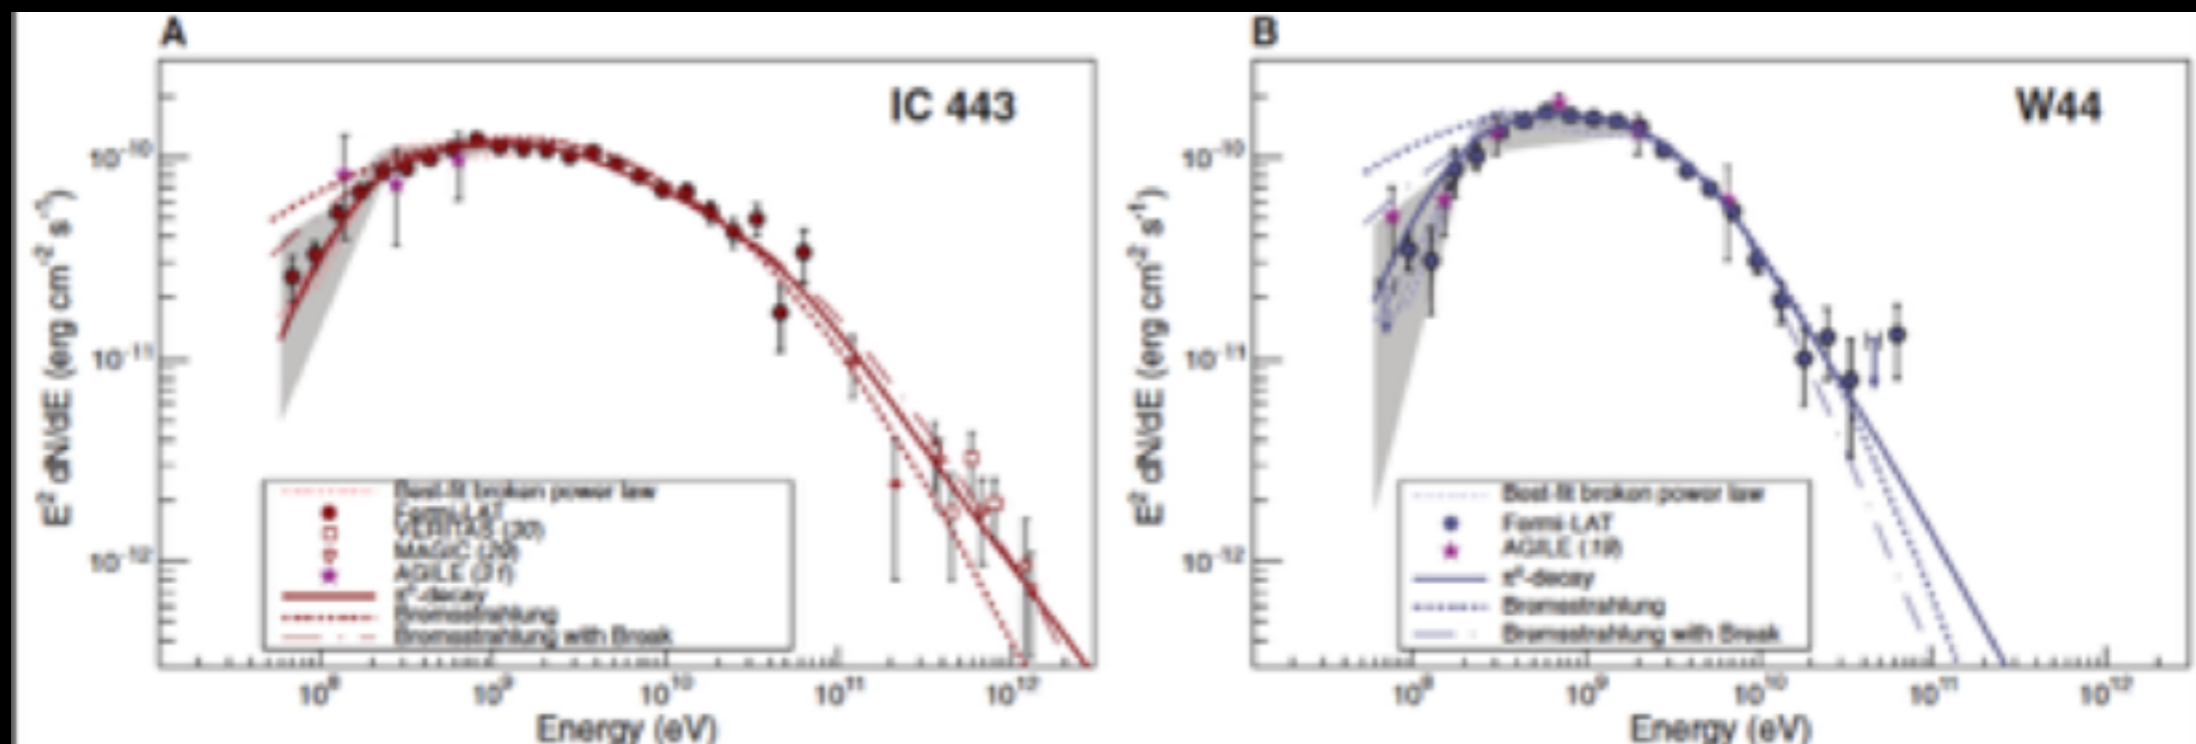 A
IC 443
10⁻¹⁰
10⁻¹¹
10⁻¹²
E² dN/dE (erg cm⁻² s⁻¹)
Best-fit broken power law
Fermi-LAT
VERITAS (30)
MAGIC (29)
AGILE (31)
π⁰-decay
Bremsstrahlung
Bremsstrahlung with Break
10⁸ 10⁹ 10¹⁰ 10¹¹ 10¹²
Energy (eV)
B
W44
10⁻¹⁰
10⁻¹¹
10⁻¹²
E² dN/dE (erg cm⁻² s⁻¹)
Best-fit broken power law
Fermi-LAT
AGILE (19)
π⁰-decay
Bremsstrahlung
Bremsstrahlung with Break
10⁸ 10⁹ 10¹⁰ 10¹¹ 10¹²
Energy (eV)